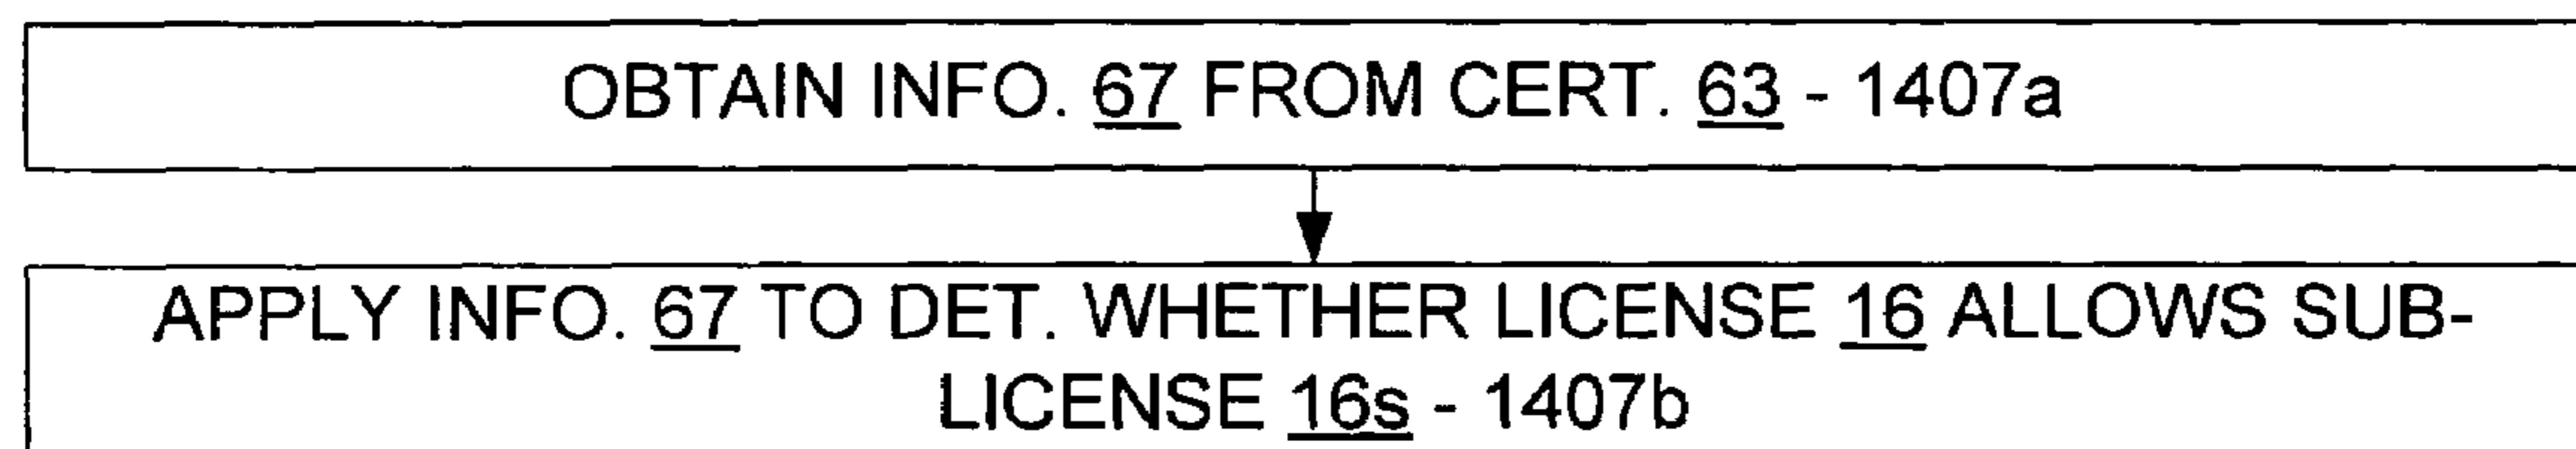 OBTAIN INFO. 67 FROM CERT. 63 - 1407a
APPLY INFO. 67 TO DET. WHETHER LICENSE 16 ALLOWS SUB-
LICENSE 16s - 1407b